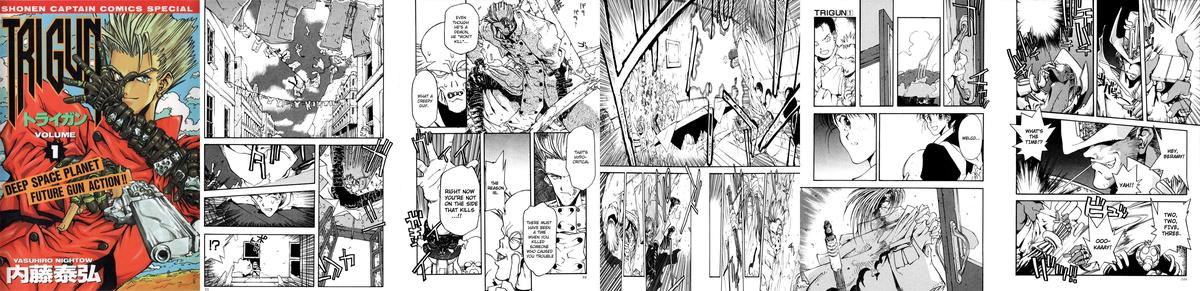 SHONEN CAPTAIN COMICS SPECIAL
TRIGUN
トライガン
VOLUME
1
DEEP SPACE PLANET
FUTURE GUN ACTION!!
YASUHIRO NIGHTOW
内藤泰弘
!?
EVEN
THOUGH
HE'S A
DEMON,
HE "WON'T
KILL"...
WHAT A
CREEPY
GUY.
THAT'S
HYPO-
CRITICAL
RIGHT NOW
YOU'RE NOT
ON THE SIDE
THAT KILLS
...!!
THE
REASON
IS,
THERE MUST
HAVE BEEN
A TIME
WHEN YOU
KILLED
SOMEONE
WHO CAUSED
YOU TROUBLE
TRIGUN 1
WELCO...
WHAT'S
THE
TIME!?
HEY,
BERAMY!
YAH!!
TWO,
TWO,
FIVE,
THREE.
OOO-
KAAAY!